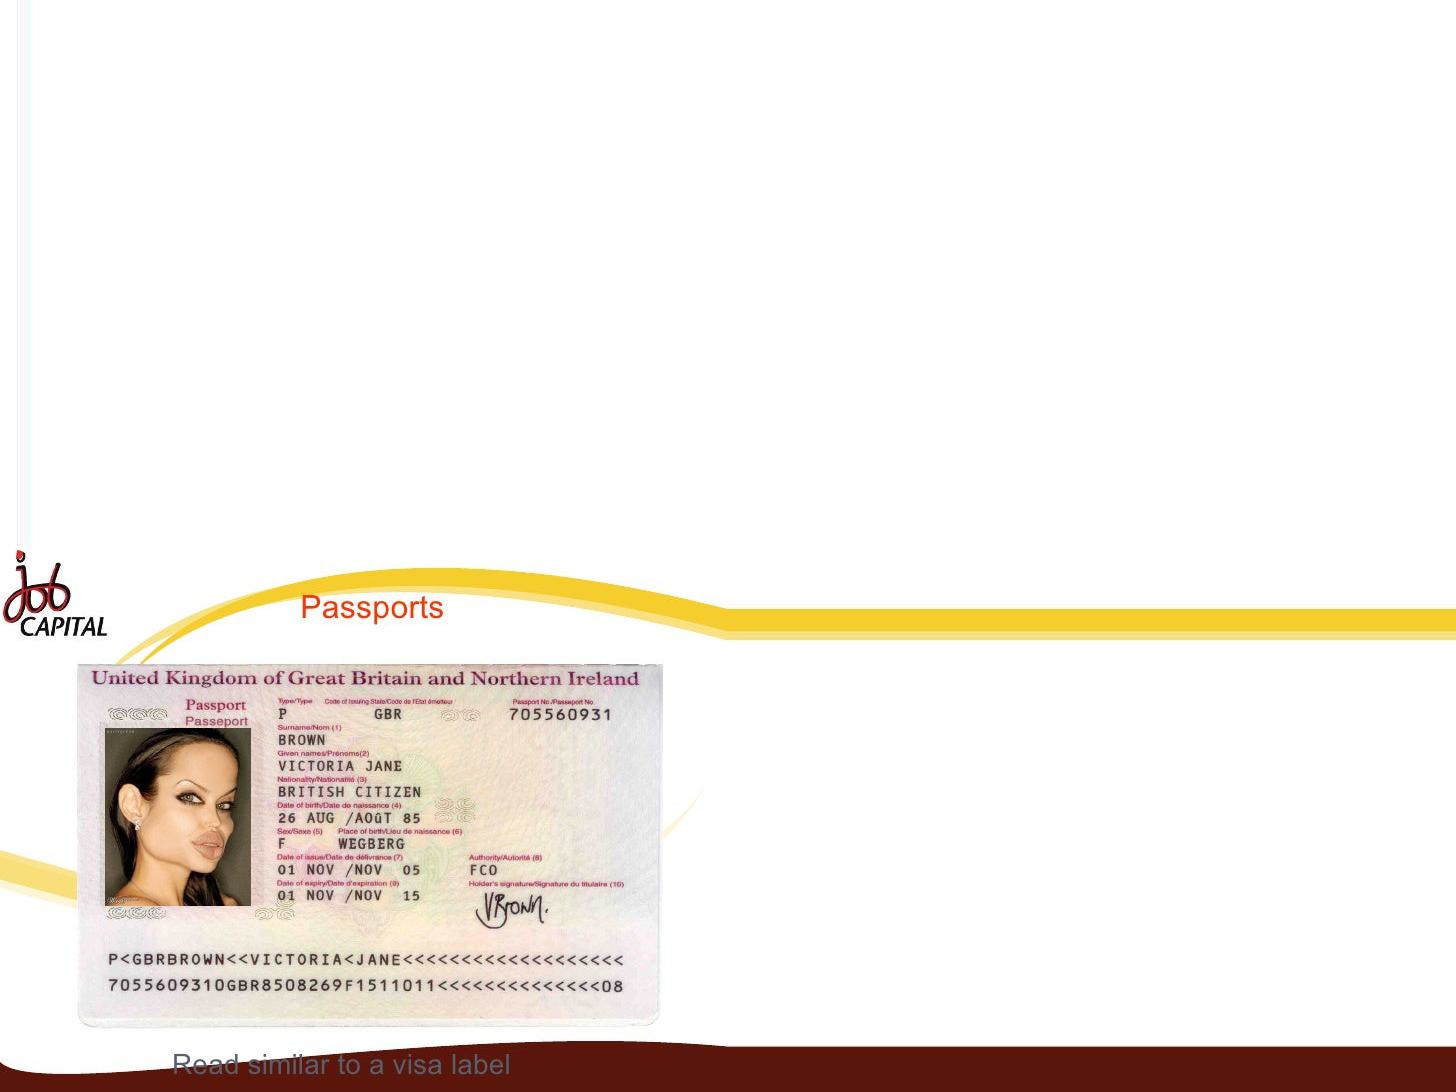 job
CAPITAL
Passports
United Kingdom of Great Britain and Northern Ireland
Passport
Passeport
Type/Type Code of Issuing State/Code de l'Etat émetteur Passport No./Passeport No.
P GBR 705560931
Surname/Nom (1)
BROWN
Given names/Prénoms(2)
VICTORIA JANE
Nationality/Nationalité (3)
BRITISH CITIZEN
Date of birth/Date de naissance (4)
26 AUG /AOûT 85
Sex/Sexe (5) Place of birth/Lieu de naissance (6)
F WEGBERG
Date of issue/Date de délivrance (7) Authority/Autorité (8)
01 NOV /NOV 05 FCO
Date of expiry/Date d'expiration (9) Holder's signature/Signature du titulaire (10)
01 NOV /NOV 15
VBrown.
P<GBRBROWN<<VICTORIA<JANE<<<<<<<<<<<<<<<<<<<
7055609310GBR8508269F1511011<<<<<<<<<<<<<<08
Read similar to a visa label